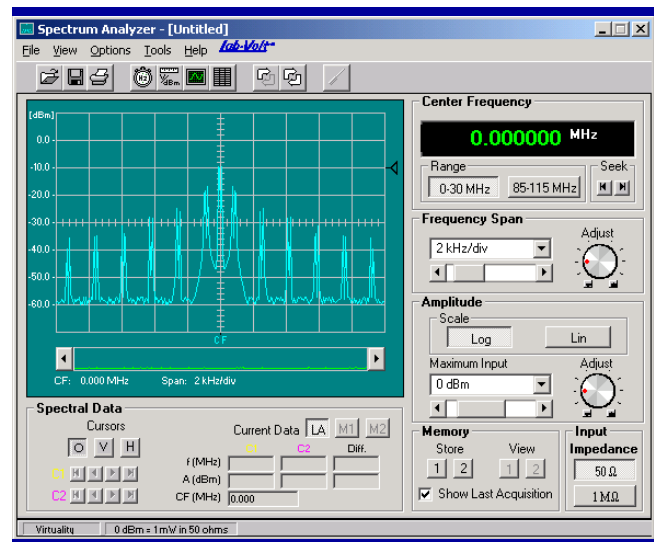 Spectrum Analyzer - [Untitled]
File View Options Tools Help Lab-Volt
[dBm]
0.0
-10.0
-20.0
-30.0
-40.0
-50.0
-60.0
CF
CF: 0.000 MHz Span: 2 kHz/div
Center Frequency
0.000000 MHz
Range
0-30 MHz 85-115 MHz
Seek
Frequency Span
2 kHz/div
Adjust
Amplitude
Scale
Log Lin
Maximum Input
0 dBm
Adjust
Spectral Data
Cursors
O V H
C1
C2
Current Data LA M1 M2
C1 C2 Diff.
f (MHz)
A (dBm)
CF (MHz) 0.000
Memory
Store View
1 2 1 2
Show Last Acquisition
Input
Impedance
50 Ω
1 MΩ
Virtuality 0 dBm = 1mW in 50 ohms